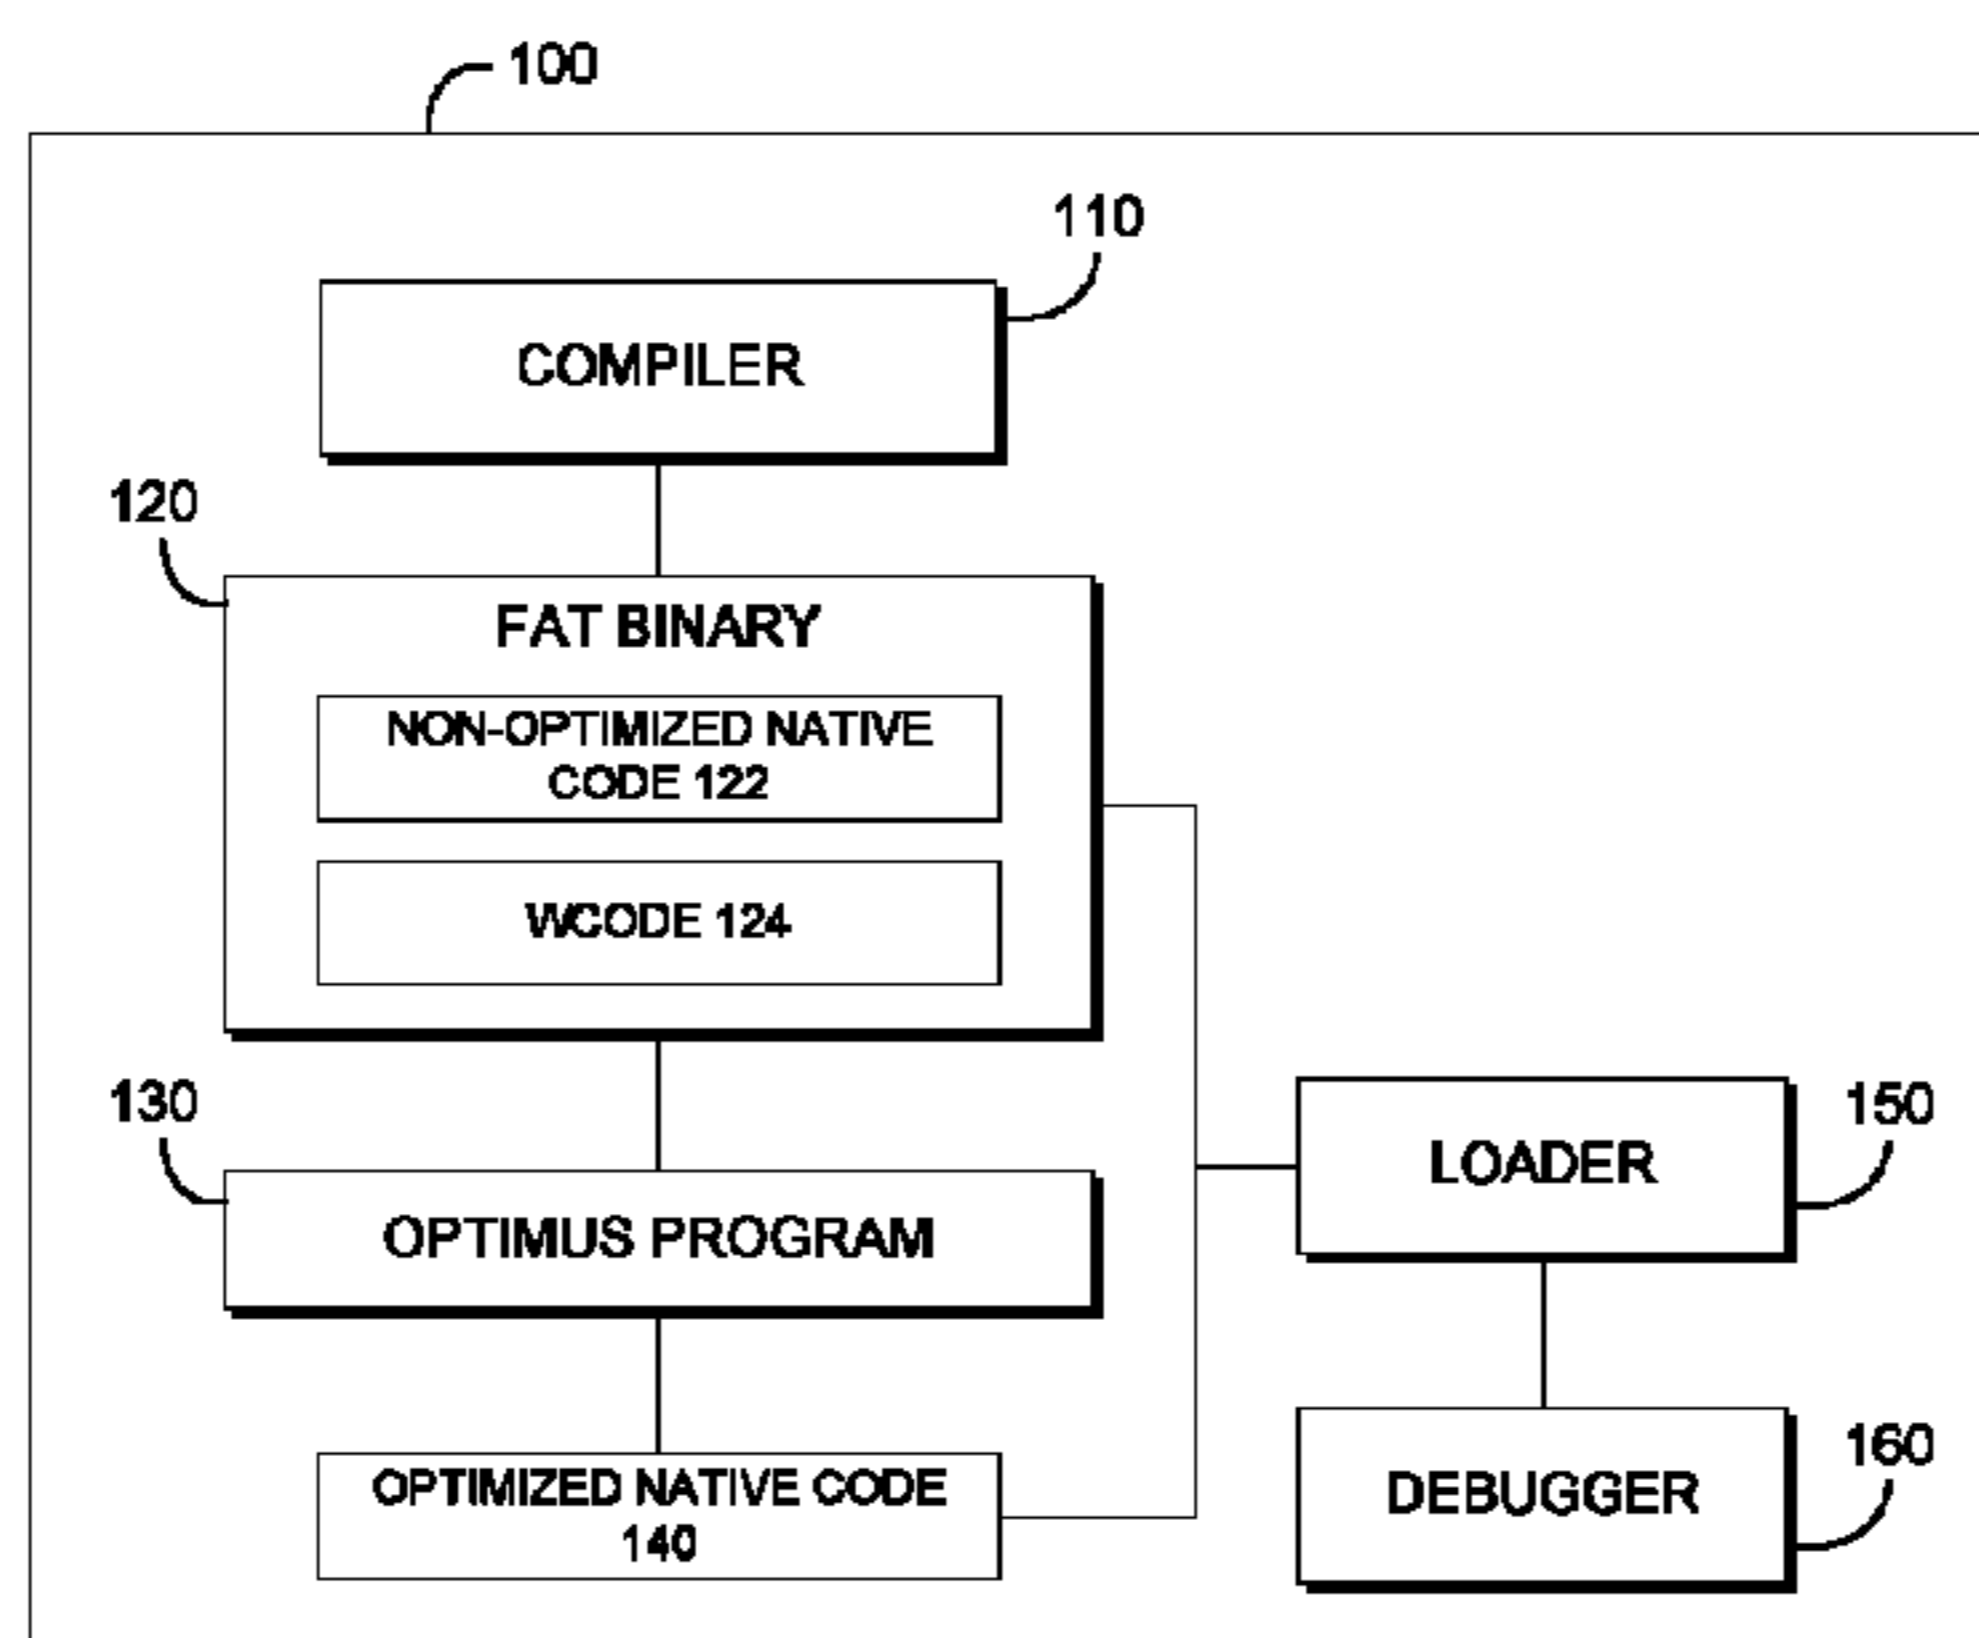 100
110
COMPILER
120
FAT BINARY
NON-OPTIMIZED NATIVE
CODE 122
WCODE 124
130
OPTIMUS PROGRAM
OPTIMIZED NATIVE CODE
140
150
LOADER
160
DEBUGGER